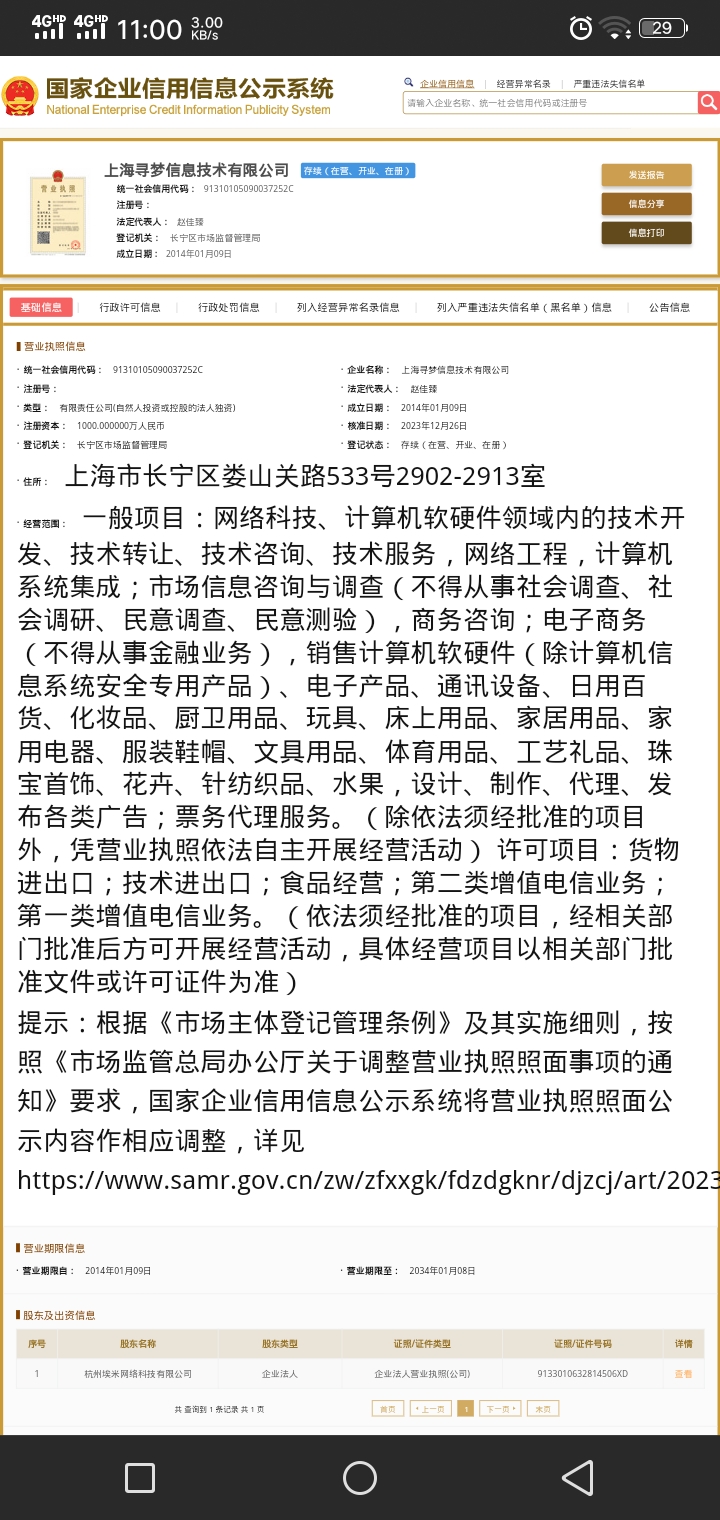 4GHD 4GHD 11:00 3.00 KB/s 29
国家企业信用信息公示系统
National Enterprise Credit Information Publicity System
企业信用信息 | 经营异常名录 | 严重违法失信名单
请输入企业名称、统一社会信用代码或注册号
营业执照
上海寻梦信息技术有限公司 存续（在营、开业、在册）
统一社会信用代码： 91310105090037252C
注册号：
法定代表人： 赵佳臻
登记机关： 长宁区市场监督管理局
成立日期： 2014年01月09日
发送报告
信息分享
信息打印
基础信息 | 行政许可信息 | 行政处罚信息 | 列入经营异常名录信息 | 列入严重违法失信名单（黑名单）信息 | 公告信息
营业执照信息
· 统一社会信用代码： 91310105090037252C · 企业名称： 上海寻梦信息技术有限公司
· 注册号： · 法定代表人： 赵佳臻
· 类型： 有限责任公司(自然人投资或控股的法人独资) · 成立日期： 2014年01月09日
· 注册资本： 1000.000000万人民币 · 核准日期： 2023年12月26日
· 登记机关： 长宁区市场监督管理局 · 登记状态： 存续（在营、开业、在册）
· 住所： 上海市长宁区娄山关路533号2902-2913室
· 经营范围： 一般项目：网络科技、计算机软硬件领域内的技术开
发、技术转让、技术咨询、技术服务，网络工程，计算机
系统集成；市场信息咨询与调查（不得从事社会调查、社
会调研、民意调查、民意测验），商务咨询；电子商务
（不得从事金融业务），销售计算机软硬件（除计算机信
息系统安全专用产品）、电子产品、通讯设备、日用百
货、化妆品、厨卫用品、玩具、床上用品、家居用品、家
用电器、服装鞋帽、文具用品、体育用品、工艺礼品、珠
宝首饰、花卉、针纺织品、水果，设计、制作、代理、发
布各类广告；票务代理服务。（除依法须经批准的项目
外，凭营业执照依法自主开展经营活动） 许可项目：货物
进出口；技术进出口；食品经营；第二类增值电信业务；
第一类增值电信业务。（依法须经批准的项目，经相关部
门批准后方可开展经营活动，具体经营项目以相关部门批
准文件或许可证件为准）
提示：根据《市场主体登记管理条例》及其实施细则，按
照《市场监管总局办公厅关于调整营业执照照面事项的通
知》要求，国家企业信用信息公示系统将营业执照照面公
示内容作相应调整，详见
https://www.samr.gov.cn/zw/zfxxgk/fdzdgknr/djzcj/art/2023
营业期限信息
· 营业期限自： 2014年01月09日 · 营业期限至： 2034年01月08日
股东及出资信息
序号 股东名称 股东类型 证照/证件类型 证照/证件号码 详情
1 杭州埃米网络科技有限公司 企业法人 企业法人营业执照(公司) 9133010632814506XD 查看
共 查询到 1 条记录 共 1 页 首页 上一页 1 下一页 末页